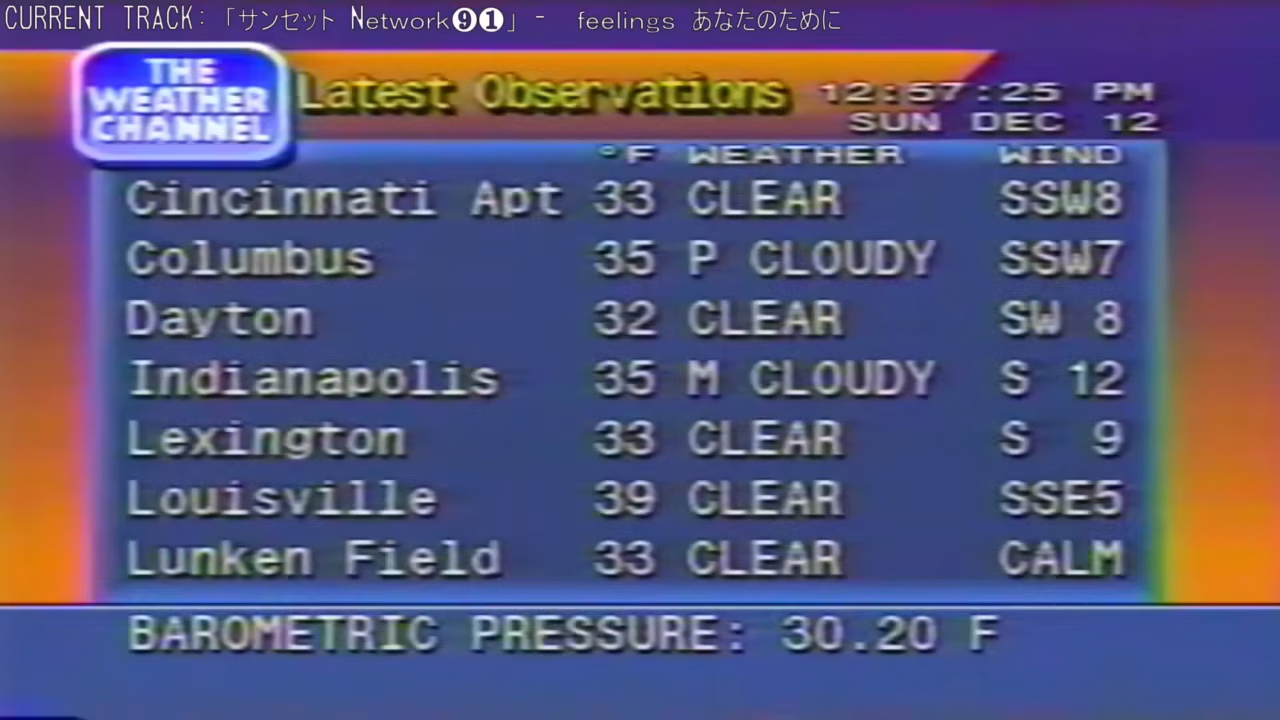 CURRENT TRACK: 「サンセット Network❾❶」 - feelings あなたのために
THE
WEATHER
CHANNEL
Latest Observations
12:57:25 PM
SUN DEC 12
°F WEATHER WIND
Cincinnati Apt 33 CLEAR SSW8
Columbus 35 P CLOUDY SSW7
Dayton 32 CLEAR SW 8
Indianapolis 35 M CLOUDY S 12
Lexington 33 CLEAR S 9
Louisville 39 CLEAR SSE5
Lunken Field 33 CLEAR CALM
BAROMETRIC PRESSURE: 30.20 F